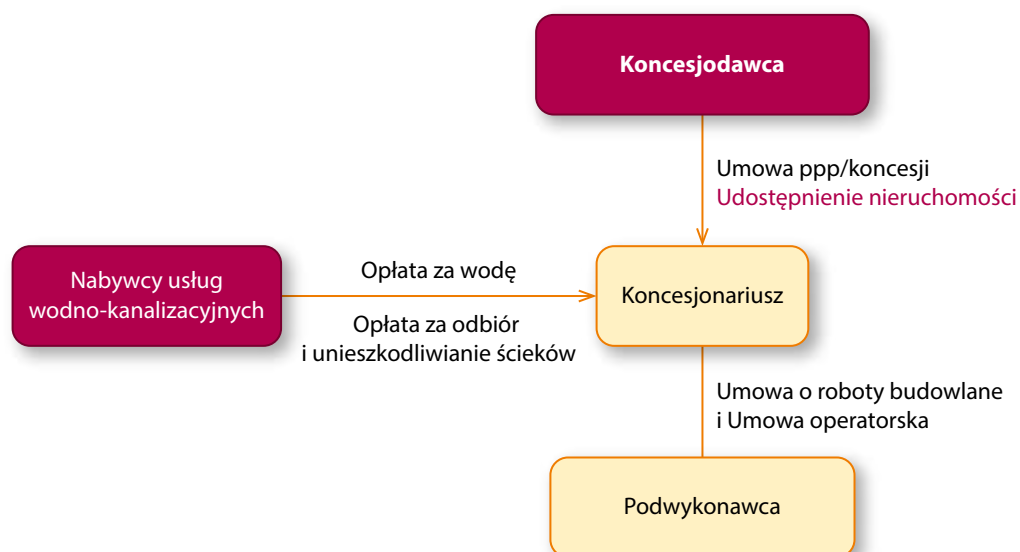 Koncesjodawca
Umowa ppp/koncesji
Udostępnienie nieruchomości
Nabywcy usług
wodno-kanalizacyjnych
Opłata za wodę
Opłata za odbiór
i unieszkodliwianie ścieków
Koncesjonariusz
Umowa o roboty budowlane
i Umowa operatorska
Podwykonawca